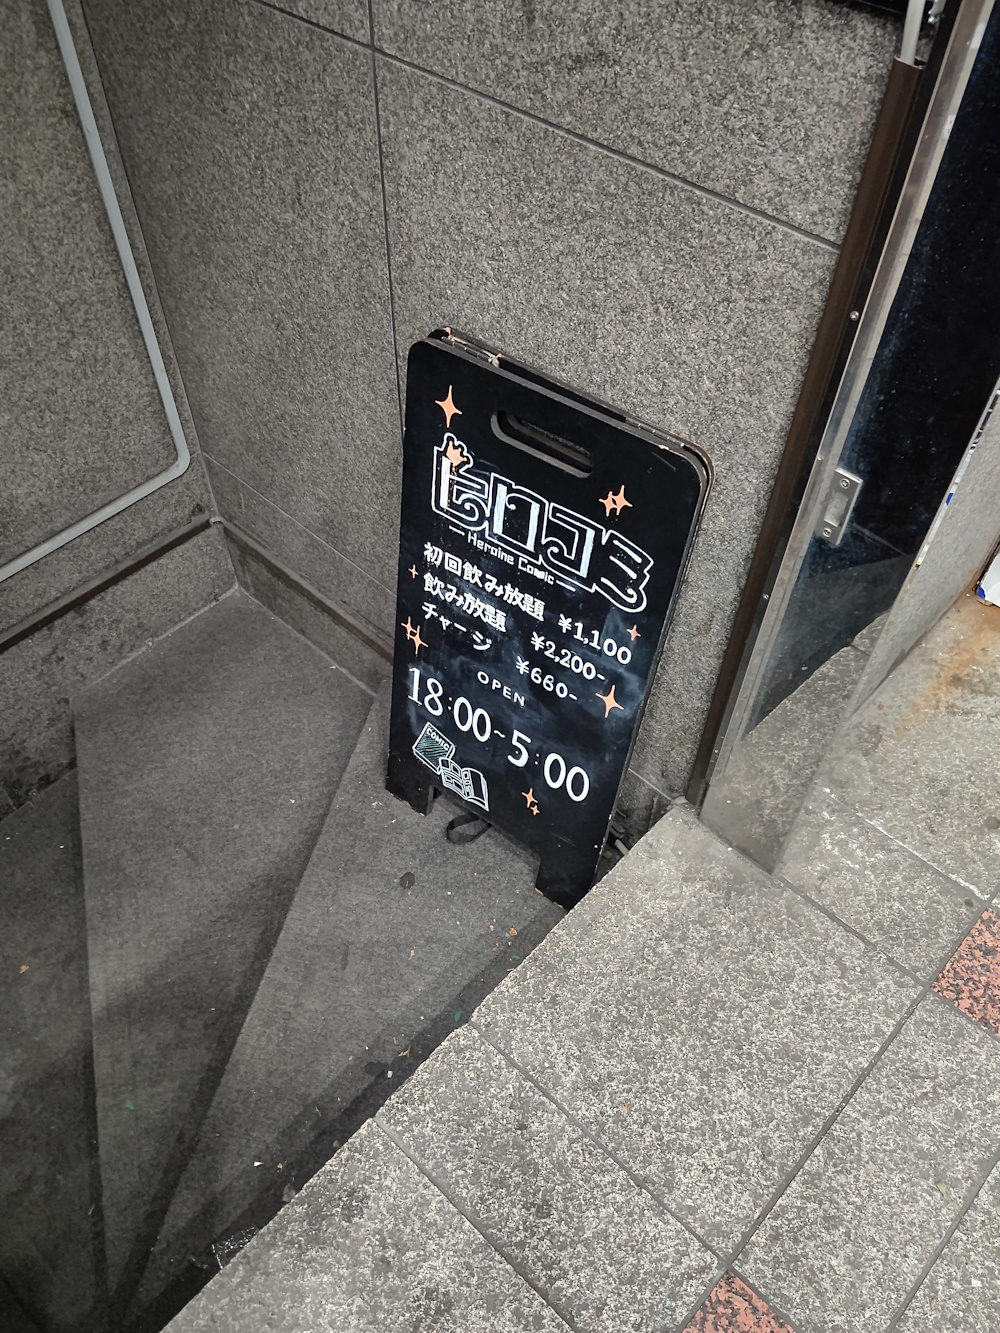 ヒロコミ
Heroine Comic
初回飲み放題 ¥1,100
飲み放題 ¥2,200-
チャージ ¥660-
OPEN
18:00~5:00
COMIC